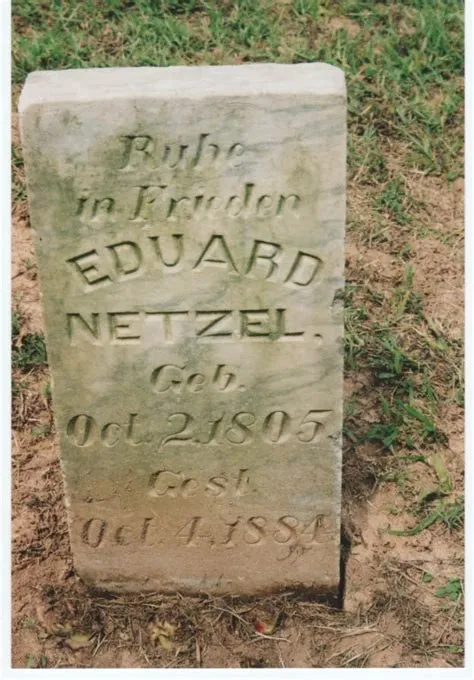 Ruhe
in Frieden
EDUARD
NETZEL.
Geb.
Oct. 2, 1805.
Gest.
Oct. 4, 1884.